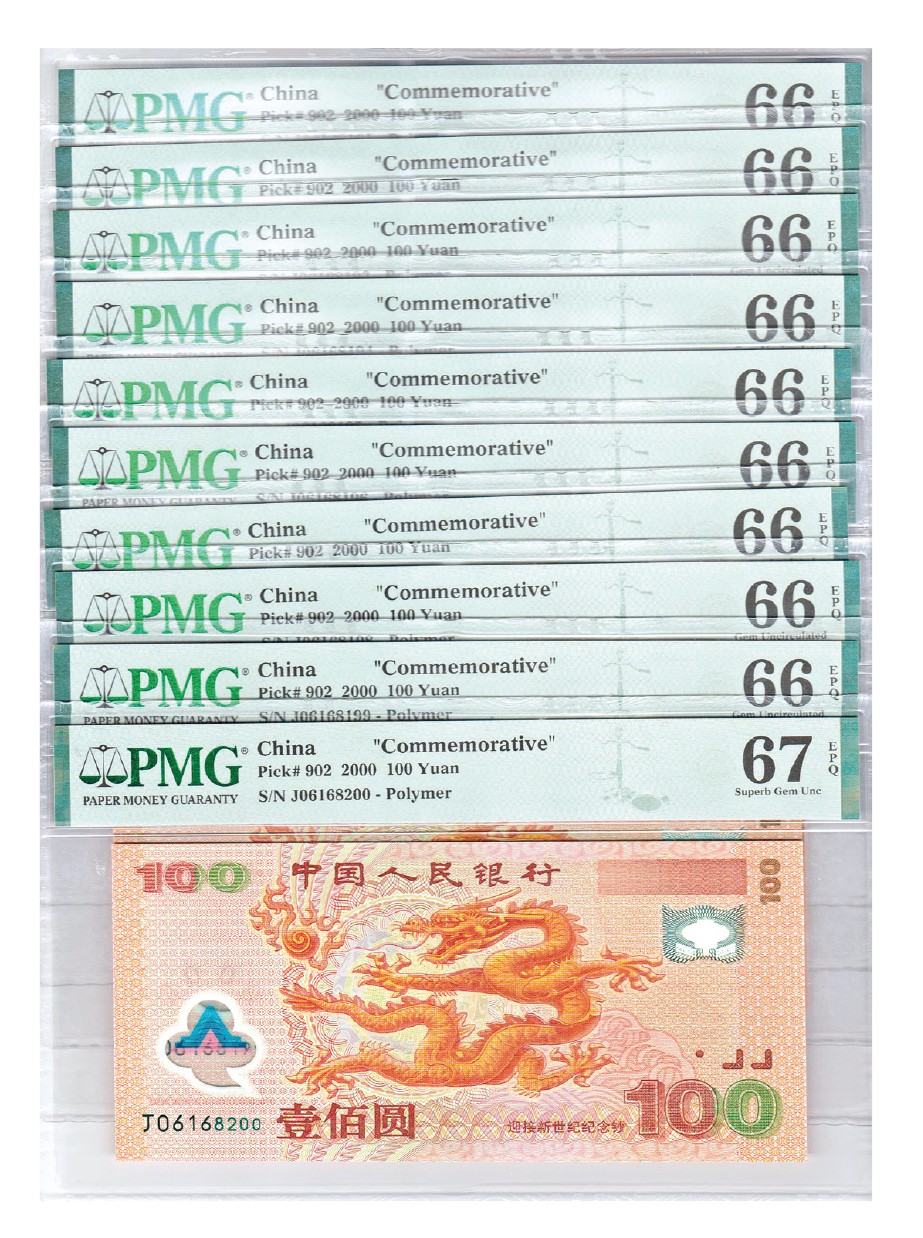 PMG® China "Commemorative" 66 EPQ
Pick# 902 2000 100 Yuan
PMG® China "Commemorative" 66 EPQ
Pick# 902 2000 100 Yuan
PMG® China "Commemorative" 66 EPQ
Pick# 902 2000 100 Yuan
Gem Uncirculated
PMG® China "Commemorative" 66 EPQ
Pick# 902 2000 100 Yuan
S/N J06168194 - Polymer
PMG® China "Commemorative" 66 EPQ
Pick# 902 2000 100 Yuan
PMG® China "Commemorative" 66 EPQ
Pick# 902 2000 100 Yuan
PAPER MONEY GUARANTY S/N J06168196 - Polymer
PMG® China "Commemorative" 66 EPQ
Pick# 902 2000 100 Yuan
PMG® China "Commemorative" 66 EPQ
Pick# 902 2000 100 Yuan
S/N J06168198 - Polymer Gem Uncirculated
PMG® China "Commemorative" 66 EPQ
Pick# 902 2000 100 Yuan
PAPER MONEY GUARANTY S/N J06168199 - Polymer Gem Uncirculated
PMG® China "Commemorative" 67 EPQ
Pick# 902 2000 100 Yuan
PAPER MONEY GUARANTY S/N J06168200 - Polymer Superb Gem Unc
100 中国人民银行 100
J06168200 壹佰圆 迎接新世纪纪念钞 100